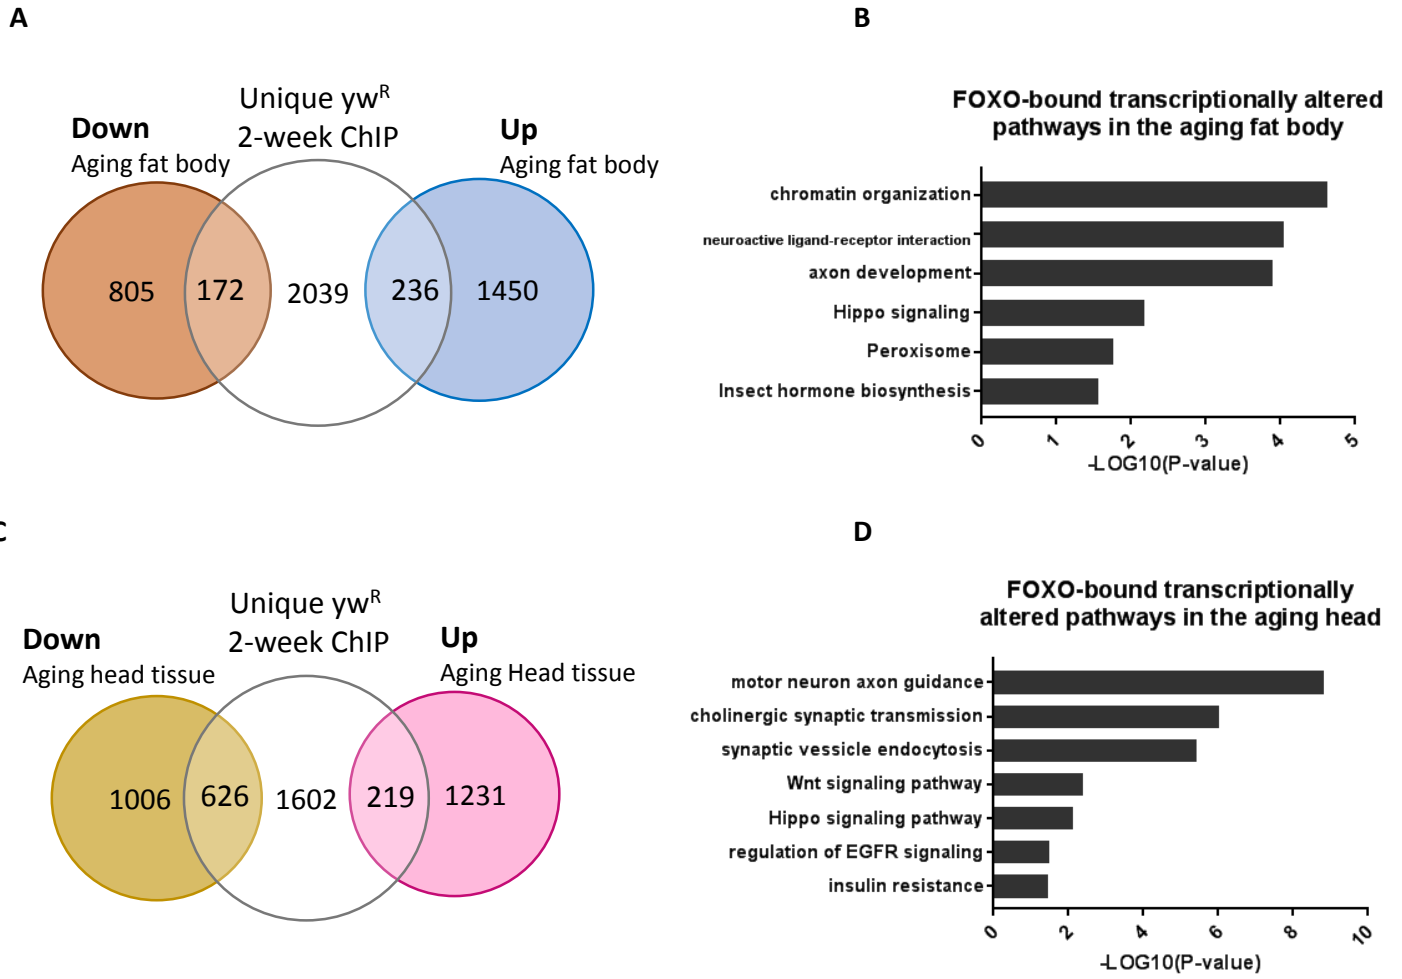 A
Unique yw^R
2-week ChIP
Down
Aging fat body
Up
Aging fat body
805
172
2039
236
1450
B
FOXO-bound transcriptionally altered
pathways in the aging fat body
chromatin organization
neuroactive ligand-receptor interaction
axon development
Hippo signaling
Peroxisome
Insect hormone biosynthesis
0 1 2 3 4 5
-LOG10(P-value)
C
Unique yw^R
2-week ChIP
Down
Aging head tissue
Up
Aging Head tissue
1006
626
1602
219
1231
D
FOXO-bound transcriptionally
altered pathways in the aging head
motor neuron axon guidance
cholinergic synaptic transmission
synaptic vessicle endocytosis
Wnt signaling pathway
Hippo signaling pathway
regulation of EGFR signaling
insulin resistance
0 2 4 6 8 10
-LOG10(P-value)